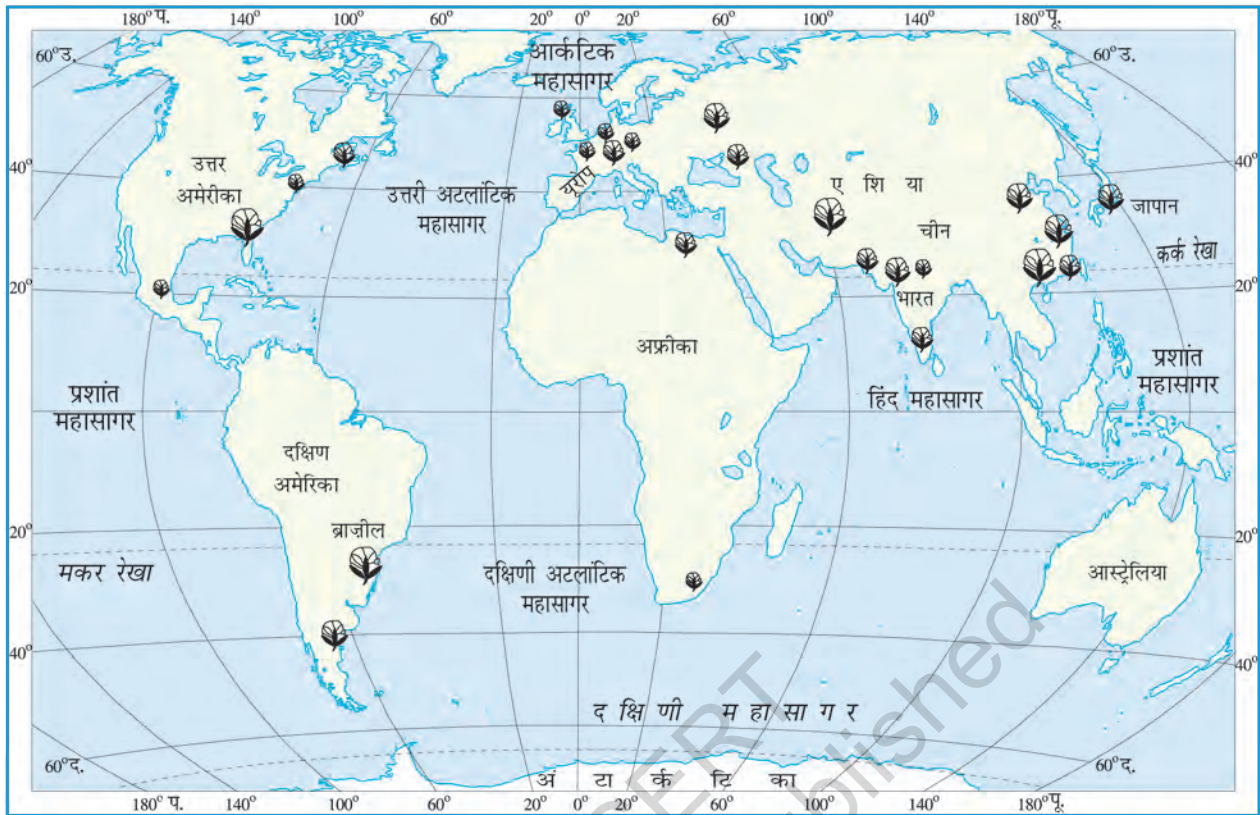 180° प. 140° 100° 60° 20° 0° 20° 60° 100° 140° 180° पू.
60° उ. 60° उ.
आर्कटिक
महासागर
उत्तर
अमेरीका
40° 40°
यूरोप
ए शि या
उत्तरी अटलांटिक
महासागर
जापान
चीन
कर्क रेखा
20° 20°
भारत
अफ्रीका
प्रशांत
महासागर
प्रशांत
महासागर
हिंद महासागर
दक्षिण
अमेरिका
ब्राज़ील
20° 20°
मकर रेखा
दक्षिणी अटलांटिक
महासागर
आस्ट्रेलिया
40° 40°
द क्षि णी म हा सा ग र
60° द. 60° द.
अं टा र्क टि का
180° प. 140° 100° 60° 20° 0° 20° 60° 100° 140° 180° पू.